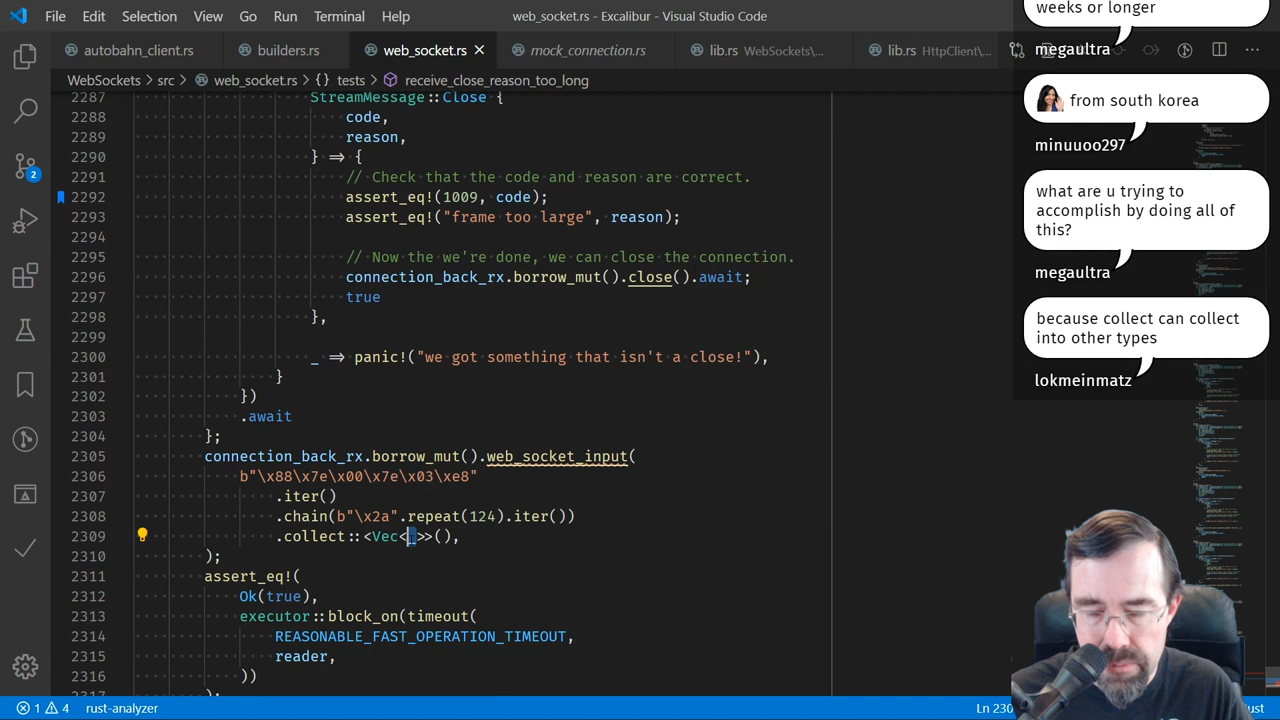 File Edit Selection View Go Run Terminal Help
web_socket.rs - Excalibur - Visual Studio Code
autobahn_client.rs
builders.rs
web_socket.rs
mock_connection.rs
lib.rs WebSockets\...
lib.rs HttpClient\...
WebSockets > src > web_socket.rs > {} tests > receive_close_reason_too_long
2287 StreamMessage::Close {
2288 code,
2289 reason,
2290 } => {
2291 // Check that the code and reason are correct.
2292 assert_eq!(1009, code);
2293 assert_eq!("frame too large", reason);
2294
2295 // Now the we're done, we can close the connection.
2296 connection_back_rx.borrow_mut().close().await;
2297 true
2298 },
2299
2300 _ => panic!("we got something that isn't a close!"),
2301 }
2302 })
2303 .await
2304 };
2305 connection_back_rx.borrow_mut().web_socket_input(
2306 b"\x88\x7e\x00\x7e\x03\xe8"
2307 .iter()
2308 .chain(b"\x2a".repeat(124).iter())
2309 .collect::<Vec<_>>(),
2310 );
2311 assert_eq!(
2312 Ok(true),
2313 executor::block_on(timeout(
2314 REASONABLE_FAST_OPERATION_TIMEOUT,
2315 reader,
2316 ))
2317 );
weeks or longer
megaultra
from south korea
minuuoo297
what are u trying to
accomplish by doing all of
this?
megaultra
because collect can collect
into other types
lokmeinmatz
2
1 4 rust-analyzer
Ln 230